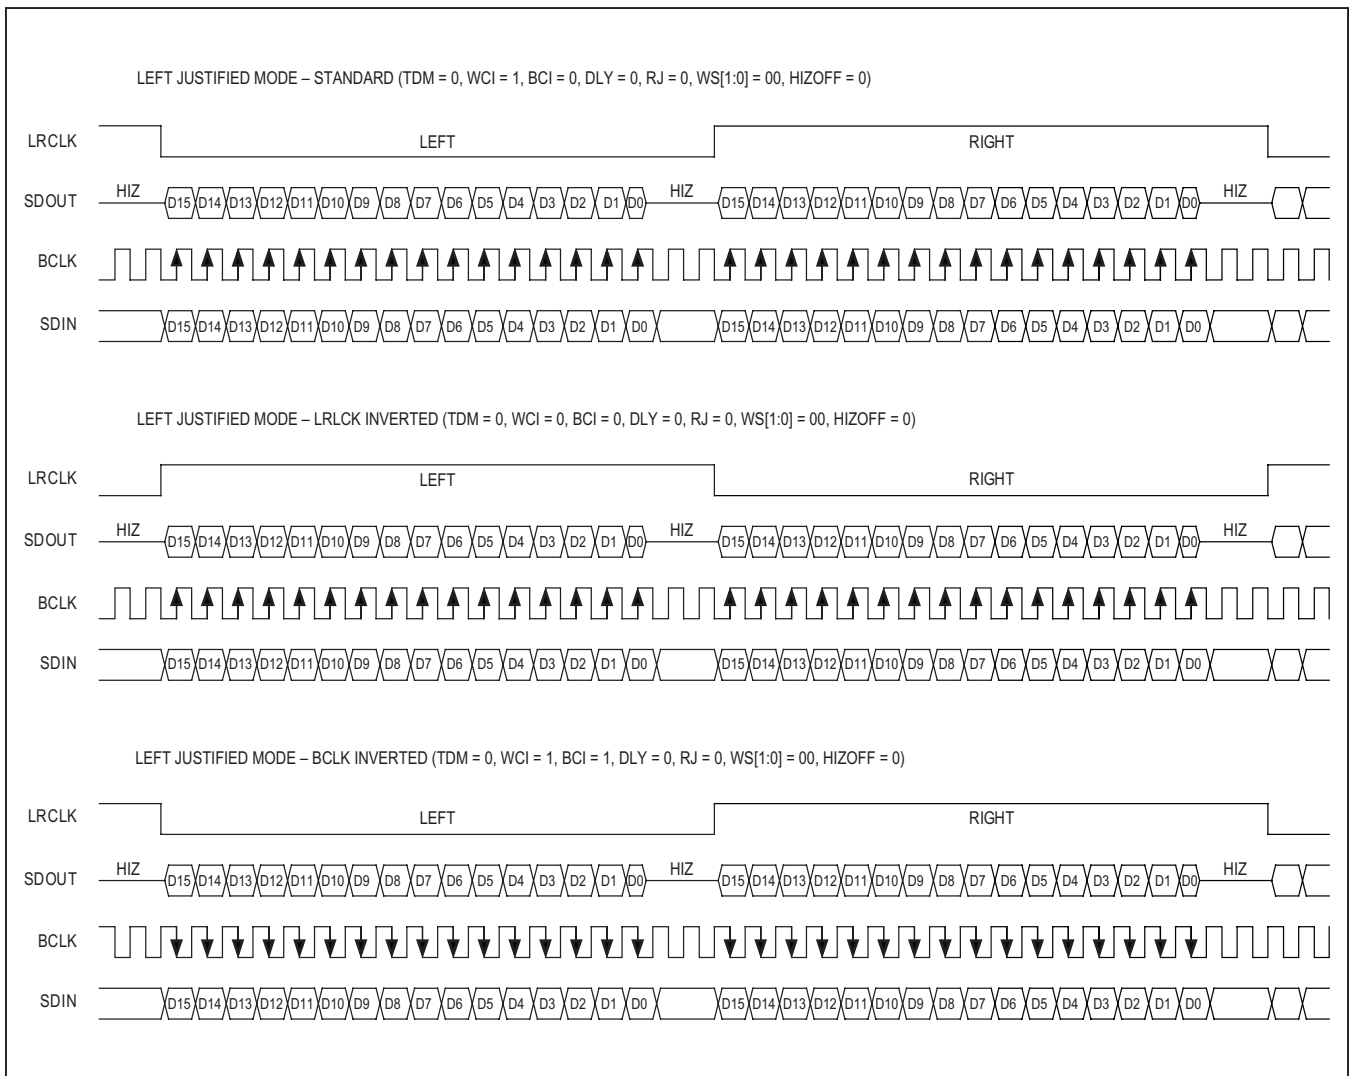 LEFT JUSTIFIED MODE – STANDARD (TDM = 0, WCI = 1, BCI = 0, DLY = 0, RJ = 0, WS[1:0] = 00, HIZOFF = 0)
LRCLK LEFT RIGHT
SDOUT HIZ D15 D14 D13 D12 D11 D10 D9 D8 D7 D6 D5 D4 D3 D2 D1 D0 HIZ D15 D14 D13 D12 D11 D10 D9 D8 D7 D6 D5 D4 D3 D2 D1 D0 HIZ
BCLK
SDIN D15 D14 D13 D12 D11 D10 D9 D8 D7 D6 D5 D4 D3 D2 D1 D0 D15 D14 D13 D12 D11 D10 D9 D8 D7 D6 D5 D4 D3 D2 D1 D0
LEFT JUSTIFIED MODE – LRLCK INVERTED (TDM = 0, WCI = 0, BCI = 0, DLY = 0, RJ = 0, WS[1:0] = 00, HIZOFF = 0)
LRCLK LEFT RIGHT
SDOUT HIZ D15 D14 D13 D12 D11 D10 D9 D8 D7 D6 D5 D4 D3 D2 D1 D0 HIZ D15 D14 D13 D12 D11 D10 D9 D8 D7 D6 D5 D4 D3 D2 D1 D0 HIZ
BCLK
SDIN D15 D14 D13 D12 D11 D10 D9 D8 D7 D6 D5 D4 D3 D2 D1 D0 D15 D14 D13 D12 D11 D10 D9 D8 D7 D6 D5 D4 D3 D2 D1 D0
LEFT JUSTIFIED MODE – BCLK INVERTED (TDM = 0, WCI = 1, BCI = 1, DLY = 0, RJ = 0, WS[1:0] = 00, HIZOFF = 0)
LRCLK LEFT RIGHT
SDOUT HIZ D15 D14 D13 D12 D11 D10 D9 D8 D7 D6 D5 D4 D3 D2 D1 D0 HIZ D15 D14 D13 D12 D11 D10 D9 D8 D7 D6 D5 D4 D3 D2 D1 D0 HIZ
BCLK
SDIN D15 D14 D13 D12 D11 D10 D9 D8 D7 D6 D5 D4 D3 D2 D1 D0 D15 D14 D13 D12 D11 D10 D9 D8 D7 D6 D5 D4 D3 D2 D1 D0